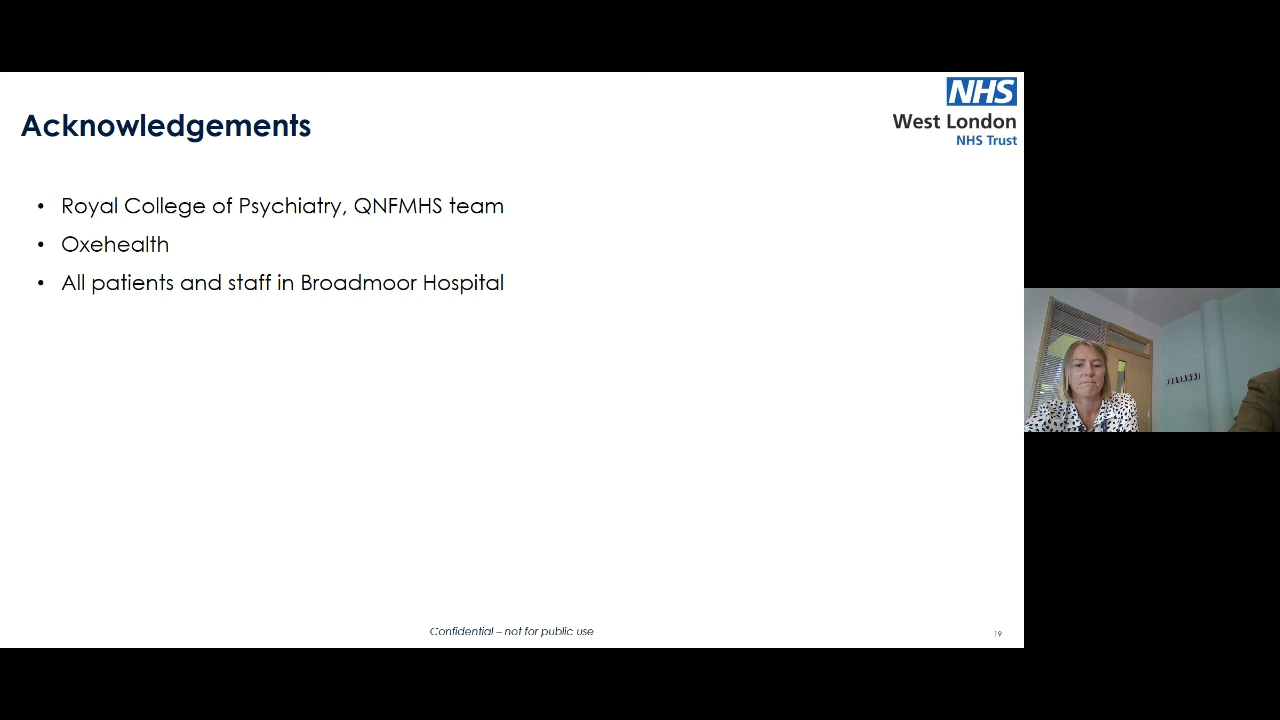 NHS
West London
NHS Trust
Acknowledgements
• Royal College of Psychiatry, QNFMHS team
• Oxehealth
• All patients and staff in Broadmoor Hospital
Confidential – not for public use
19